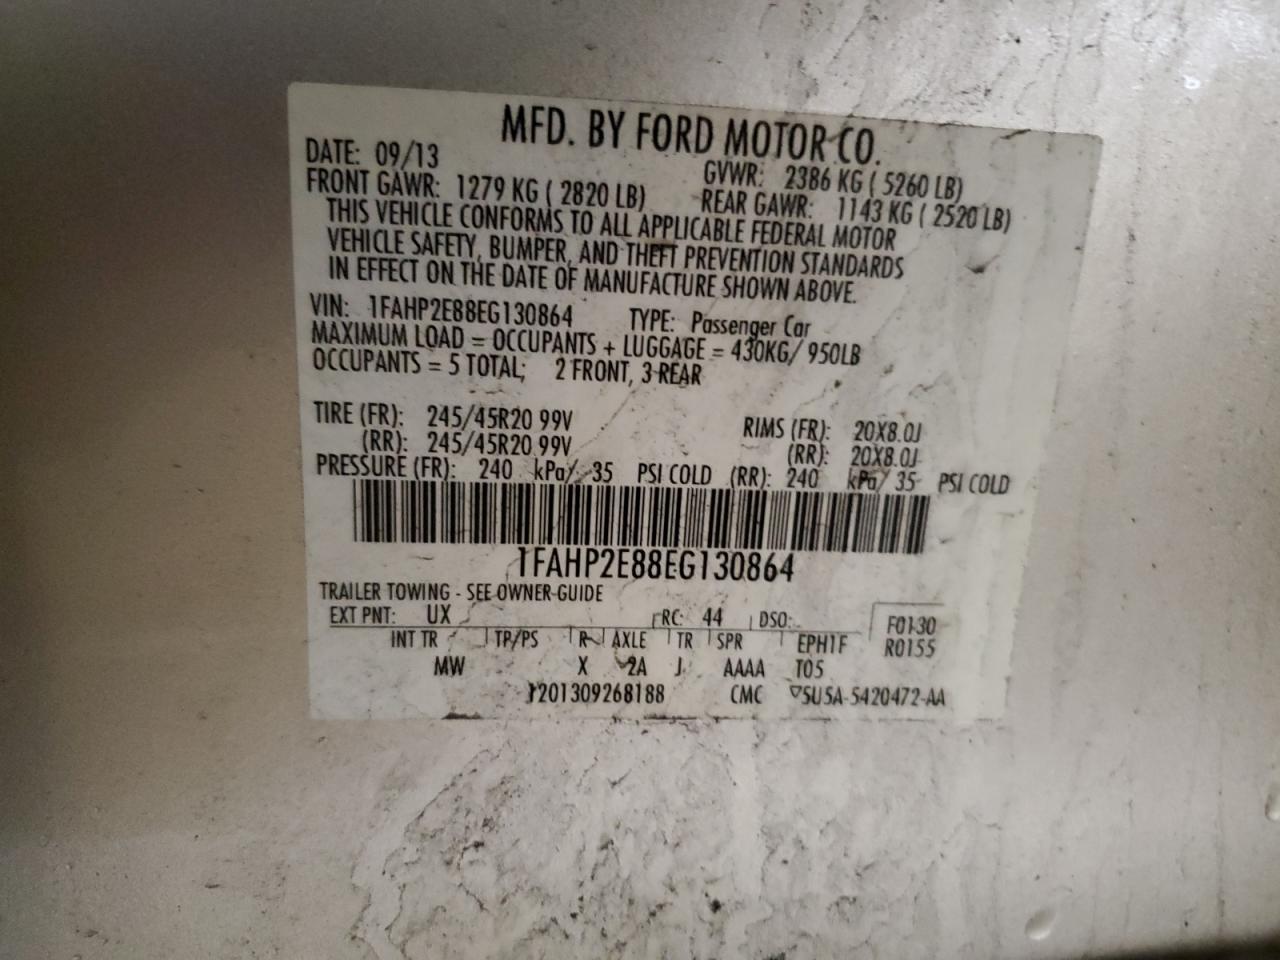 MFD. BY FORD MOTOR CO.
DATE: 09/13 GVWR: 2386 KG ( 5260 LB)
FRONT GAWR: 1279 KG ( 2820 LB) REAR GAWR: 1143 KG ( 2520 LB)
THIS VEHICLE CONFORMS TO ALL APPLICABLE FEDERAL MOTOR
VEHICLE SAFETY, BUMPER, AND THEFT PREVENTION STANDARDS
IN EFFECT ON THE DATE OF MANUFACTURE SHOWN ABOVE.
VIN: 1FAHP2E88EG130864 TYPE: Passenger Car
MAXIMUM LOAD = OCCUPANTS + LUGGAGE = 430KG/ 950LB
OCCUPANTS = 5 TOTAL; 2 FRONT, 3 REAR
TIRE (FR): 245/45R20 99V RIMS (FR): 20X8.0J
(RR): 245/45R20 99V (RR): 20X8.0J
PRESSURE (FR): 240 kPa/ 35 PSI COLD (RR): 240 kPa/ 35 PSI COLD
1FAHP2E88EG130864
TRAILER TOWING - SEE OWNER GUIDE
EXT PNT: UX RC: 44 DSO: F0130
INT TR TP/PS R AXLE TR SPR EPH1F R0155
MW X 2A J AAAA T05
CMC